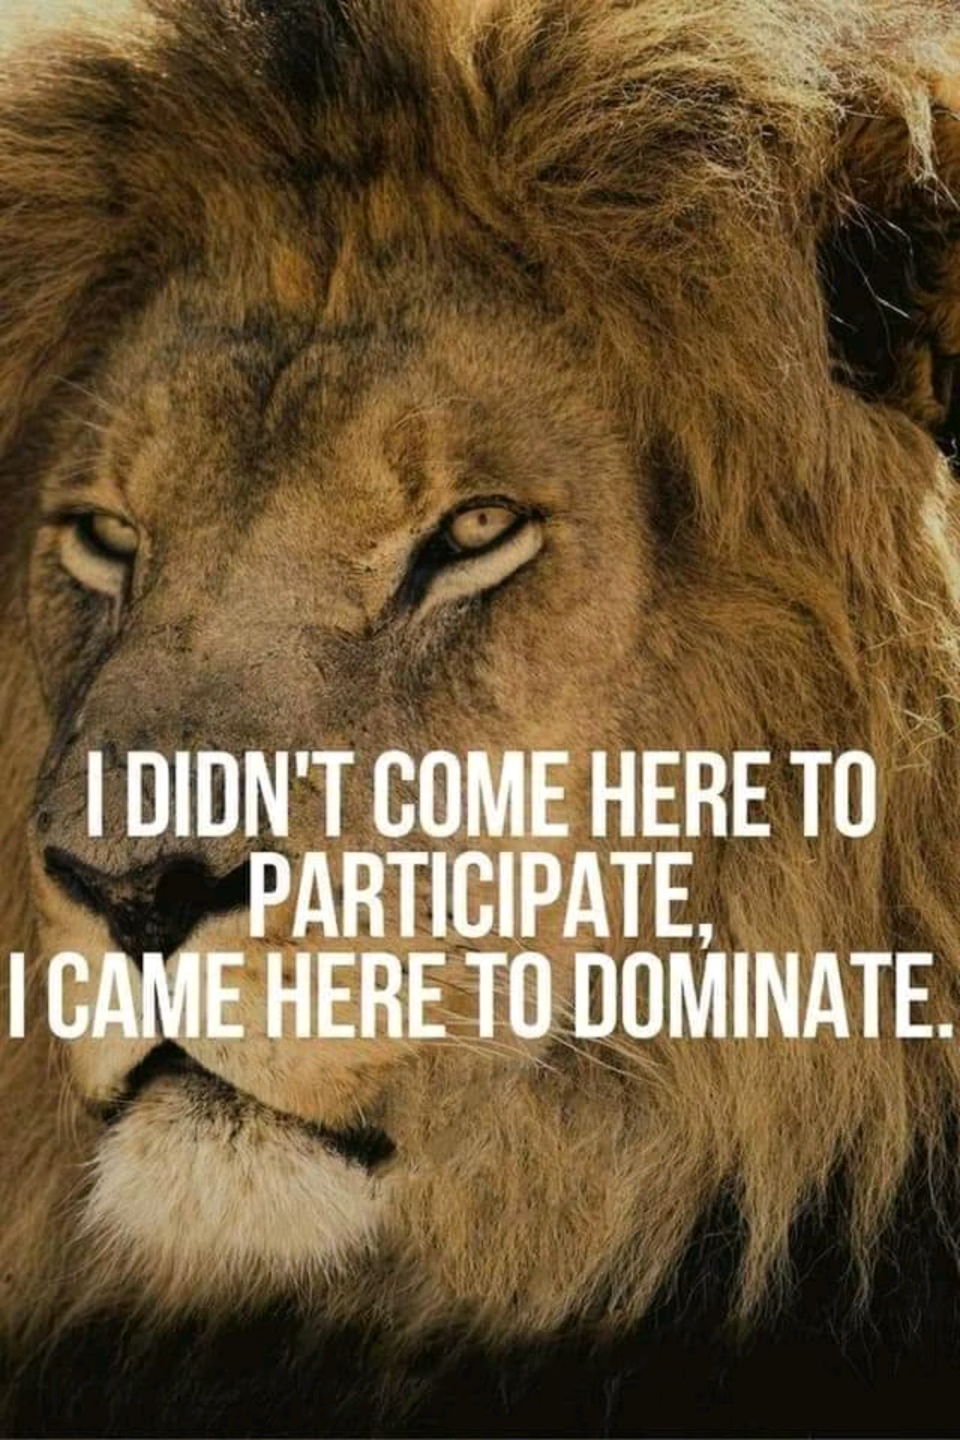 I DIDN'T COME HERE TO
PARTICIPATE,
I CAME HERE TO DOMINATE.